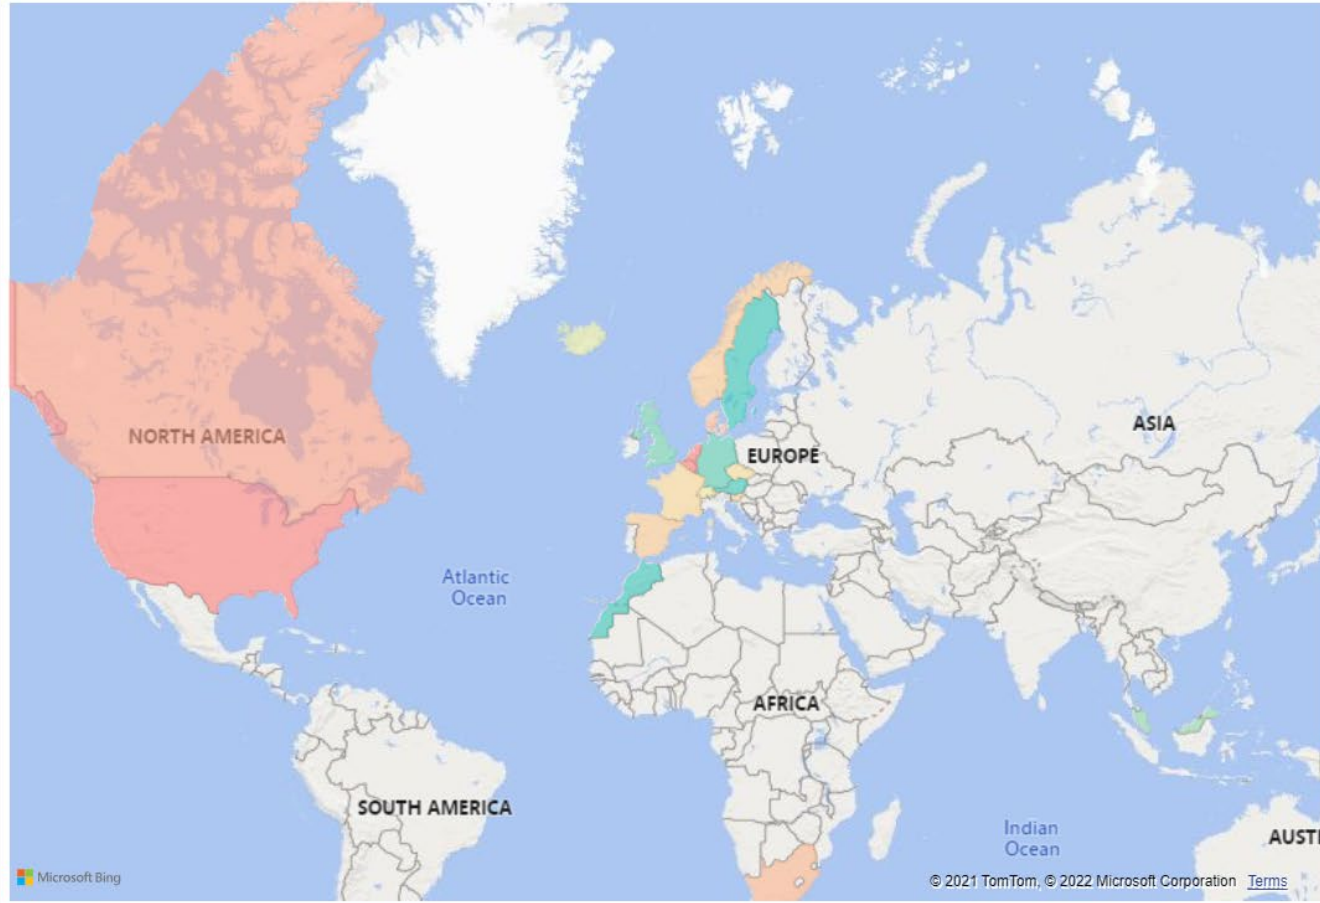 NORTH AMERICA
ASIA
EUROPE
Atlantic
Ocean
AFRICA
SOUTH AMERICA
Indian
Ocean
AUST
Microsoft Bing
© 2021 TomTom, © 2022 Microsoft Corporation Terms